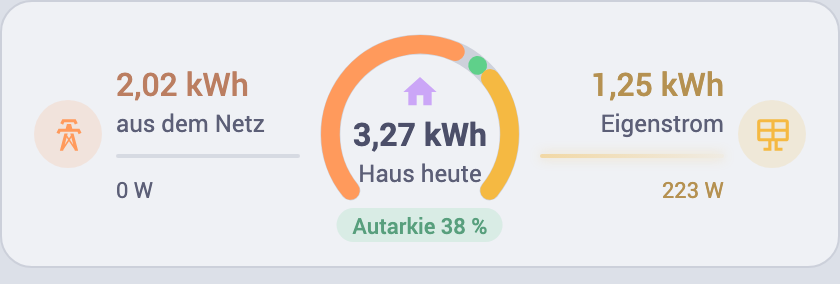 2,02 kWh
aus dem Netz
0 W
3,27 kWh
Haus heute
Autarkie 38 %
1,25 kWh
Eigenstrom
223 W